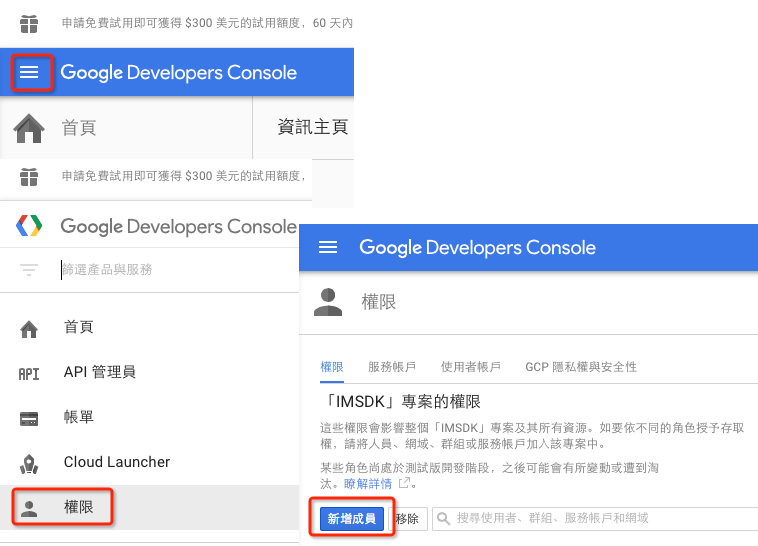 申請免費試用即可獲得 $300 美元的試用額度，60 天內
Google Developers Console
首頁
資訊主頁
申請免費試用即可獲得 $300 美元的試用額度，
Google Developers Console
篩選產品與服務
首頁
API 管理員
帳單
Cloud Launcher
權限
Google Developers Console
權限
權限 服務帳戶 使用者帳戶 GCP 隱私權與安全性
「IMSDK」專案的權限
這些權限會影響整個「IMSDK」專案及其所有資源。如要依不同的角色授予存取
權，請將人員、網域、群組或服務帳戶加入該專案中。
某些角色尚處於測試版開發階段，之後可能會有所變動或遭到淘
汰。瞭解詳情。
新增成員 移除 搜尋使用者、群組、服務帳戶和網域